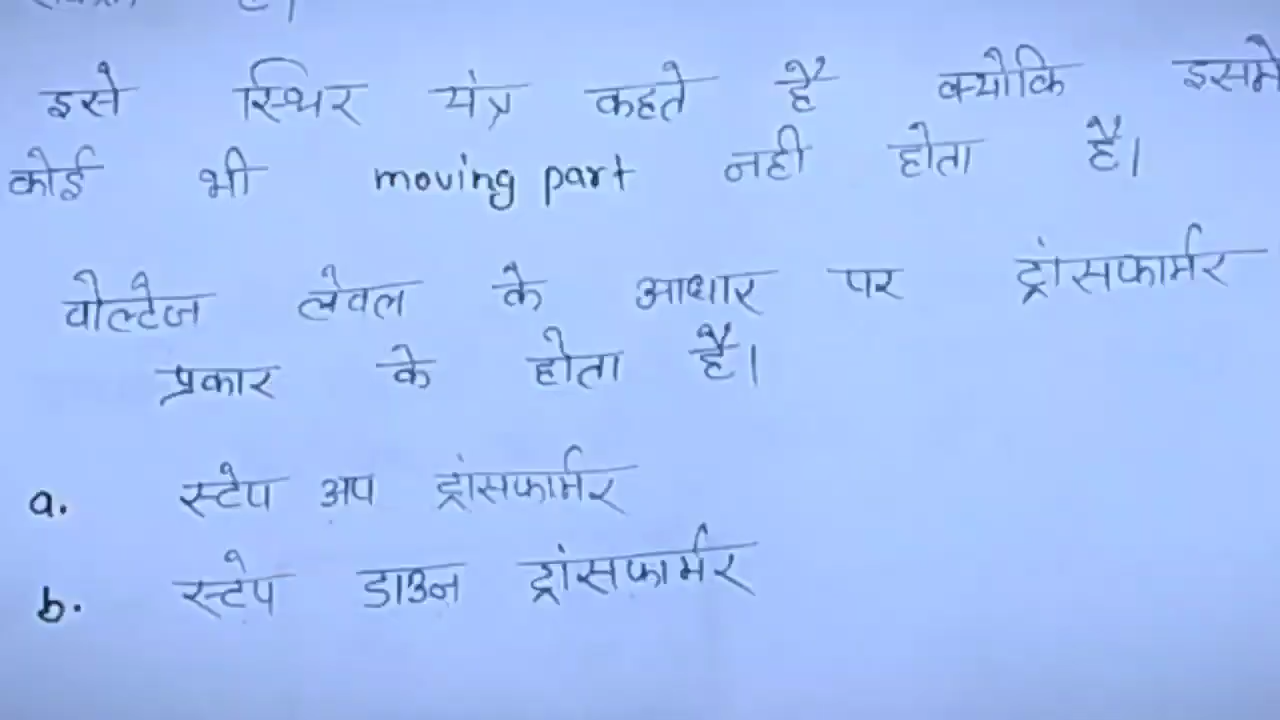 है।
इसे स्थिर यंत्र कहते हैं क्योकि इसमे
कोई भी moving part नही होता है।
वोल्टेज लेवल के आधार पर ट्रांसफार्मर
प्रकार के होता है।
a. स्टेप अप ट्रांसफार्मर
b. स्टेप डाउन ट्रांसफार्मर